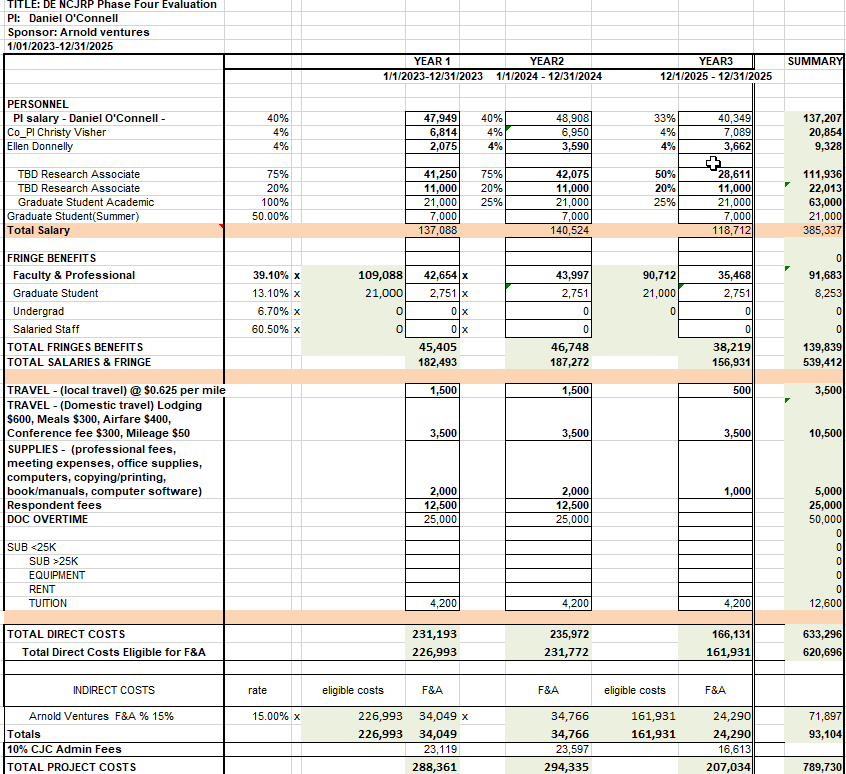 TITLE: DE NCJRP Phase Four Evaluation
PI: Daniel O'Connell
Sponsor: Arnold ventures
1/01/2023-12/31/2025
YEAR 1 YEAR2 YEAR3 SUMMARY
1/1/2023-12/31/2023 1/1/2024 - 12/31/2024 12/1/2025 - 12/31/2025
PERSONNEL
PI salary - Daniel O'Connell - 40% 47,949 40% 48,908 33% 40,349 137,207
Co_PI Christy Visher 4% 6,814 4% 6,950 4% 7,089 20,854
Ellen Donnelly 4% 2,075 4% 3,590 4% 3,662 9,328
TBD Research Associate 75% 41,250 75% 42,075 50% 28,611 111,936
TBD Research Associate 20% 11,000 20% 11,000 20% 11,000 22,013
Graduate Student Academic 100% 21,000 25% 21,000 25% 21,000 63,000
Graduate Student(Summer) 50.00% 7,000 7,000 7,000 21,000
Total Salary 137,088 140,524 118,712 385,337
FRINGE BENEFITS 0
Faculty & Professional 39.10% x 109,088 42,654 x 43,997 90,712 35,468 91,683
Graduate Student 13.10% x 21,000 2,751 x 2,751 21,000 2,751 8,253
Undergrad 6.70% x 0 0 x 0 0 0 0
Salaried Staff 60.50% x 0 0 x 0 0 0
TOTAL FRINGES BENEFITS 45,405 46,748 38,219 139,839
TOTAL SALARIES & FRINGE 182,493 187,272 156,931 539,412
TRAVEL - (local travel) @ $0.625 per mile 1,500 1,500 500 3,500
TRAVEL - (Domestic travel) Lodging
$600, Meals $300, Airfare $400,
Conference fee $300, Mileage $50 3,500 3,500 3,500 10,500
SUPPLIES - (professional fees,
meeting expenses, office supplies,
computers, copying/printing,
book/manuals, computer software) 2,000 2,000 1,000 5,000
Respondent fees 12,500 12,500 25,000
DOC OVERTIME 25,000 25,000 50,000
0
SUB <25K 0
SUB >25K 0
EQUIPMENT 0
RENT 0
TUITION 4,200 4,200 4,200 12,600
TOTAL DIRECT COSTS 231,193 235,972 166,131 633,296
Total Direct Costs Eligible for F&A 226,993 231,772 161,931 620,696
INDIRECT COSTS rate eligible costs F&A F&A eligible costs F&A
Arnold Ventures F&A % 15% 15.00% x 226,993 34,049 x 34,766 161,931 24,290 71,897
Totals 226,993 34,049 34,766 161,931 24,290 93,104
10% CJC Admin Fees 23,119 23,597 16,613
TOTAL PROJECT COSTS 288,361 294,335 207,034 789,730